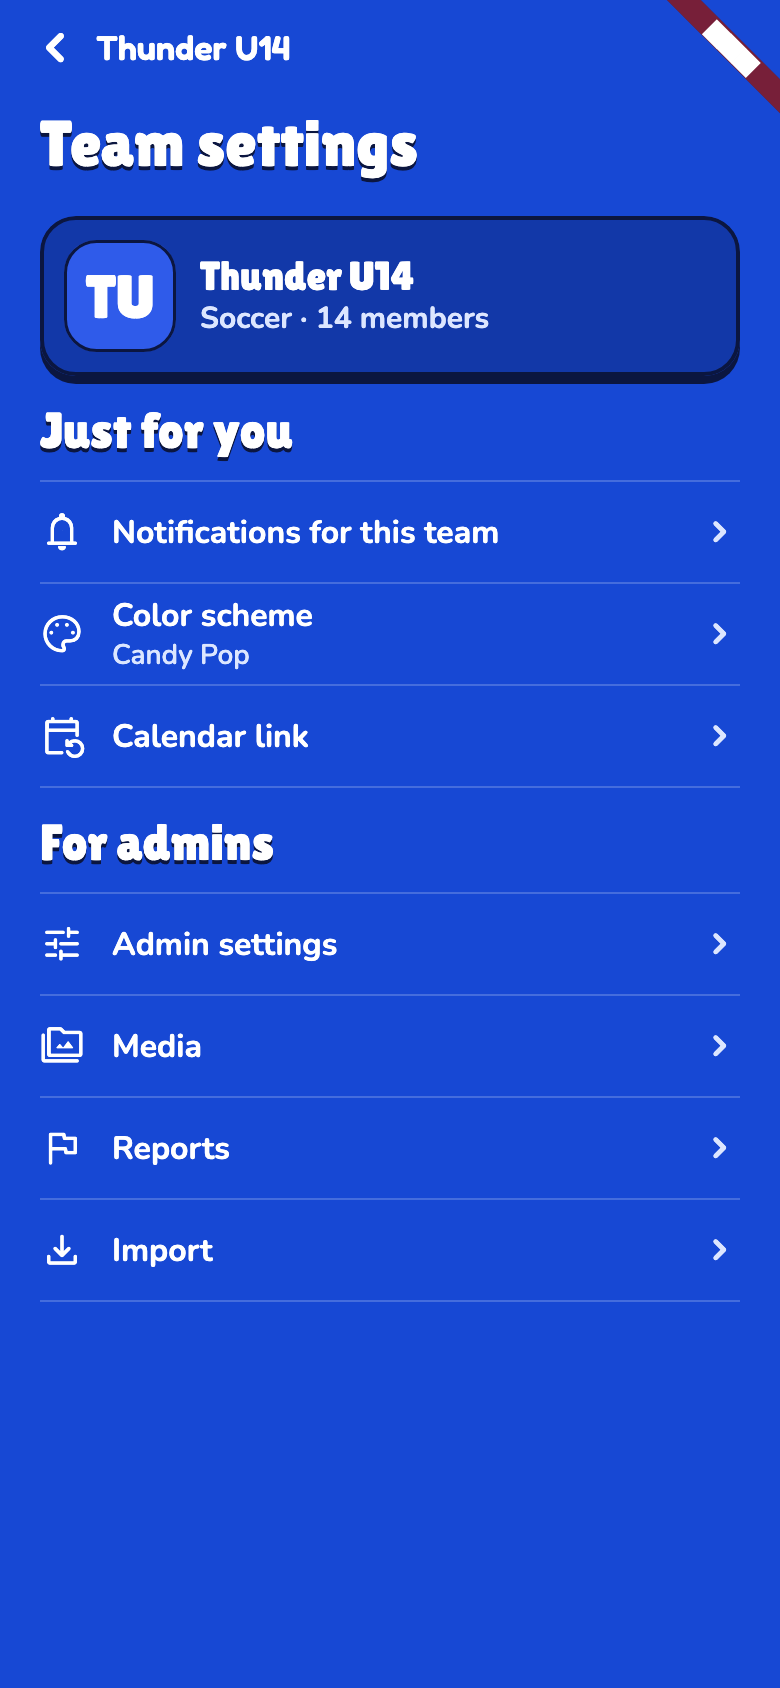 Thunder U14
Team settings
TU
Thunder U14
Soccer · 14 members
Just for you
Notifications for this team
Color scheme
Candy Pop
Calendar link
For admins
Admin settings
Media
Reports
Import